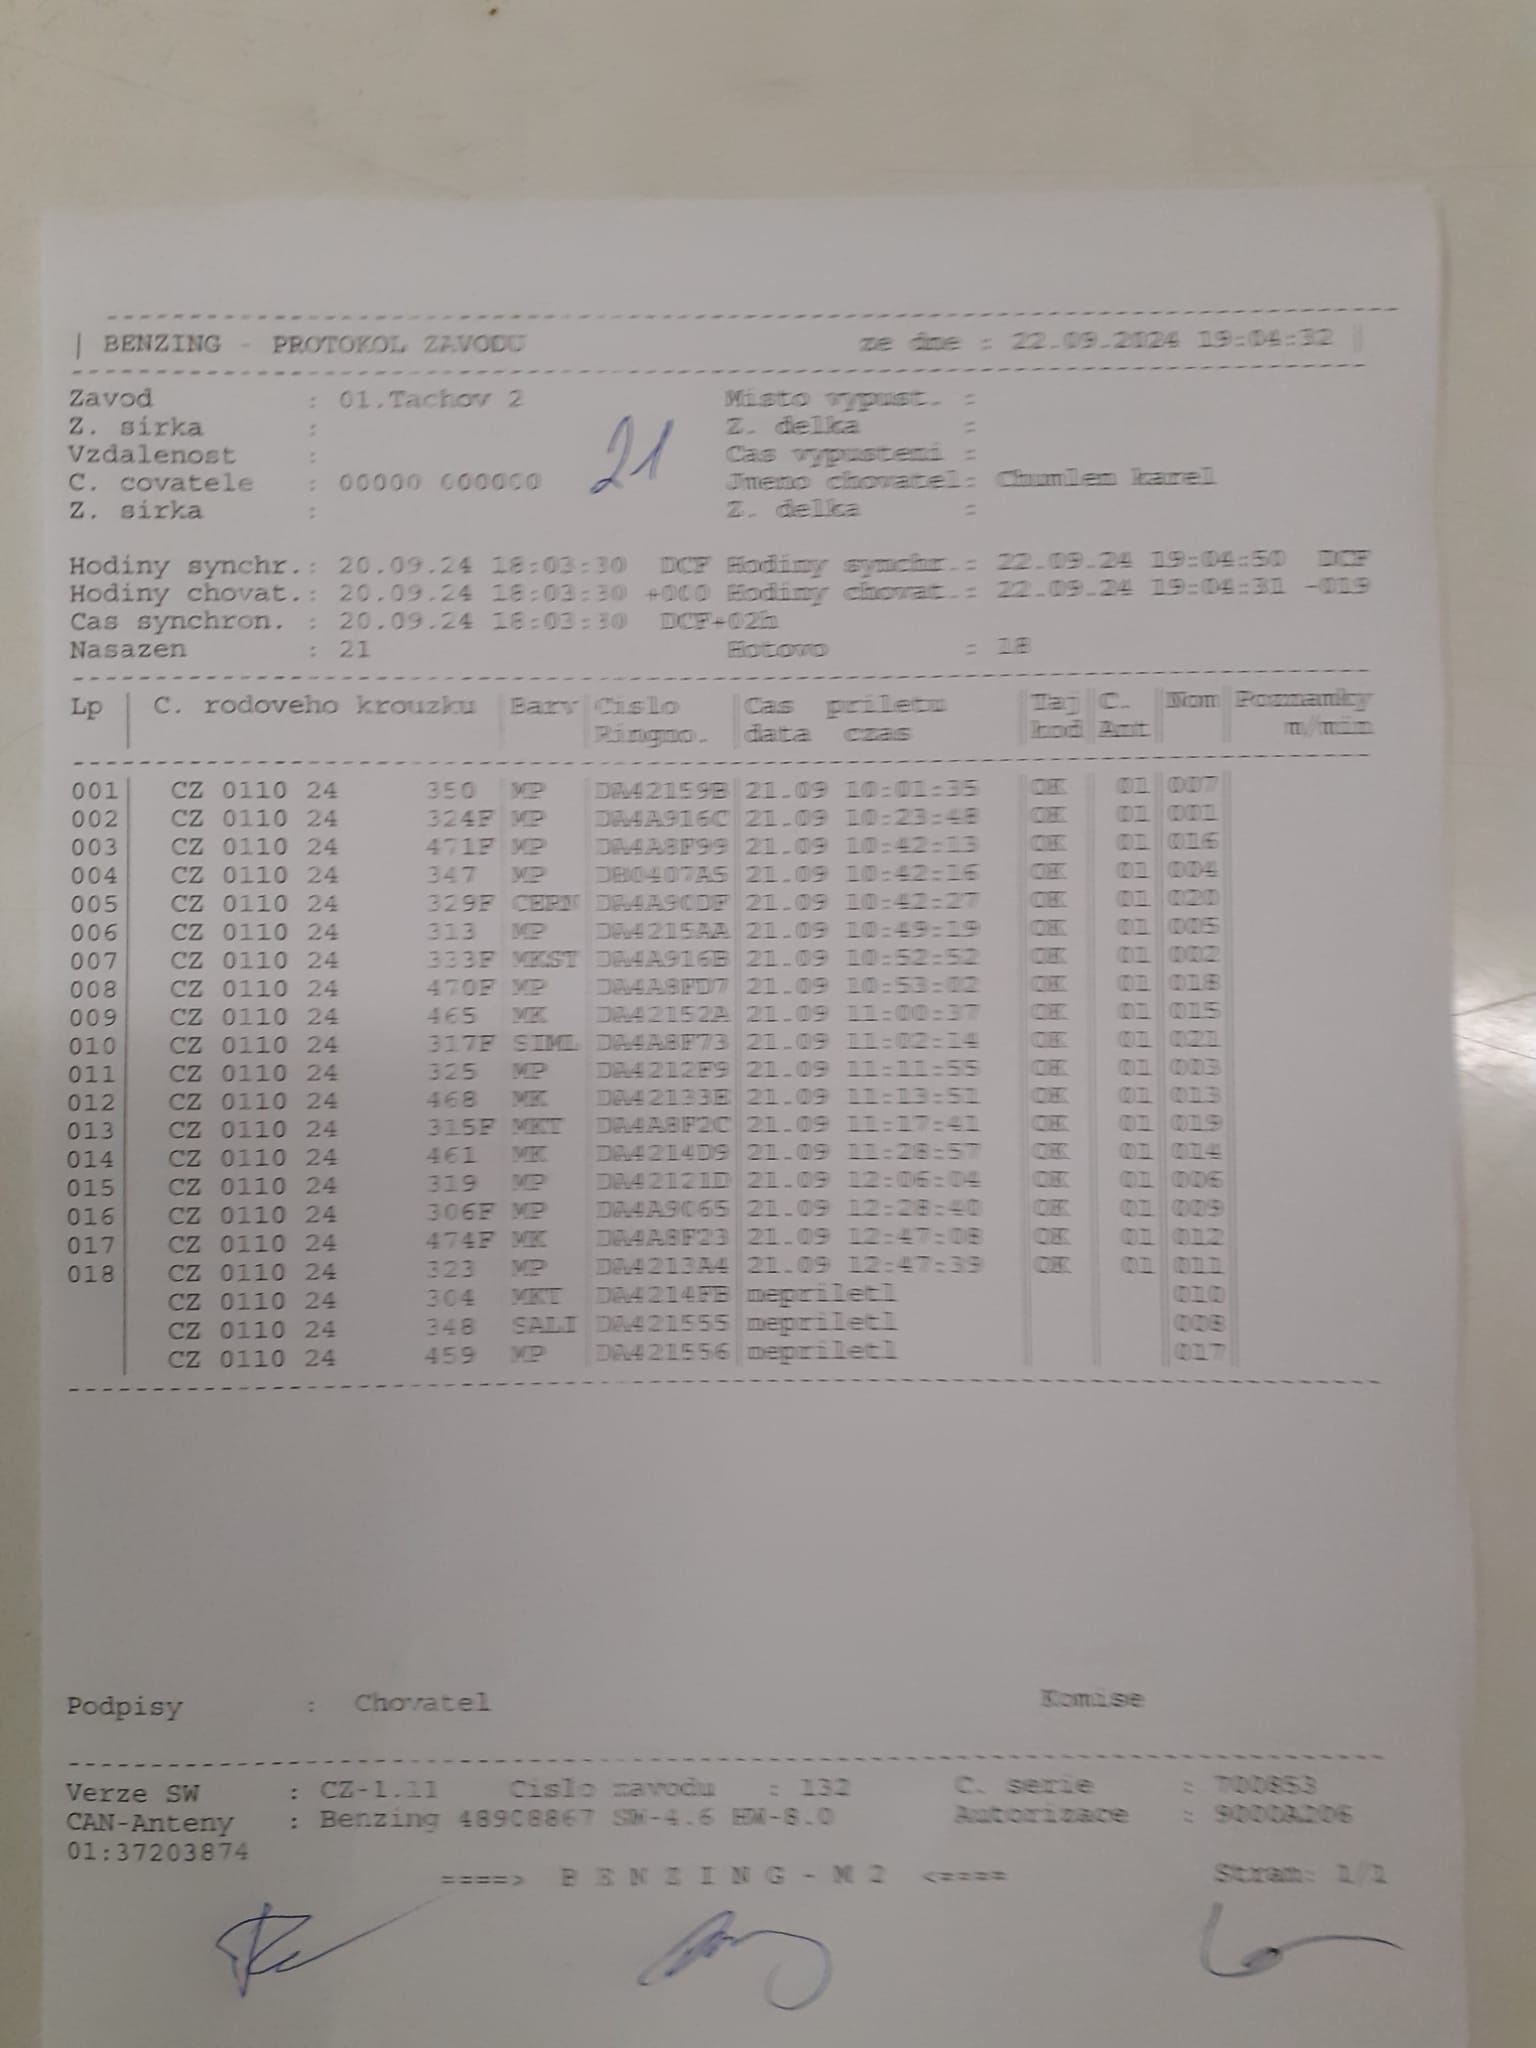 | BENZING - PROTOKOL ZAVODU ze dne : 22.09.2024 19:04:32 |
Zavod : 01.Tachov 2 Misto vypust. :
Z. sirka : Z. delka :
21
Vzdalenost : Cas vypusteni :
C. covatele : 00000 000000 Jmeno chovatel: Chumlen karel
Z. sirka : Z. delka :
Hodiny synchr.: 20.09.24 18:03:30 DCF Hodiny synchr.: 22.09.24 19:04:50 DCF
Hodiny chovat.: 20.09.24 18:03:30 +000 Hodiny chovat.: 22.09.24 19:04:31 -019
Cas synchron. : 20.09.24 18:03:30 DCF+02h
Nasazen : 21 Hotovo : 18
Lp | C. rodoveho krouzku | Barv | Cislo | Cas priletu | Taj | C. | Nom | Poznamky
Ringno. | data czas | kod | Ant | m/min
001 CZ 0110 24 350 MP DA42159B 21.09 10:01:35 OK 01 007
002 CZ 0110 24 324F MP DA4A916C 21.09 10:23:48 OK 01 001
003 CZ 0110 24 471F MP DA4A8F99 21.09 10:42:13 OK 01 016
004 CZ 0110 24 347 MP DB0407A5 21.09 10:42:16 OK 01 004
005 CZ 0110 24 329F CERN DA4A90DF 21.09 10:42:27 OK 01 020
006 CZ 0110 24 313 MP DA4215AA 21.09 10:49:19 OK 01 005
007 CZ 0110 24 333F MKST DA4A916B 21.09 10:52:52 OK 01 002
008 CZ 0110 24 470F MP DA4A8FD7 21.09 10:53:02 OK 01 018
009 CZ 0110 24 465 MK DA42152A 21.09 11:00:37 OK 01 015
010 CZ 0110 24 317F SIML DA4A8F73 21.09 11:02:14 OK 01 021
011 CZ 0110 24 325 MP DA4212F9 21.09 11:11:55 OK 01 003
012 CZ 0110 24 468 MK DA42133E 21.09 11:13:51 OK 01 013
013 CZ 0110 24 315F MKT DA4A8F2C 21.09 11:17:41 OK 01 019
014 CZ 0110 24 461 MK DA4214D9 21.09 11:28:57 OK 01 014
015 CZ 0110 24 319 MP DA42121D 21.09 12:06:04 OK 01 006
016 CZ 0110 24 306F MP DA4A9065 21.09 12:28:40 OK 01 009
017 CZ 0110 24 474F MK DA4A8F23 21.09 12:47:08 OK 01 012
018 CZ 0110 24 323 MP DA4213A4 21.09 12:47:39 OK 01 011
CZ 0110 24 304 MKT DA4214FB nepriletl 010
CZ 0110 24 348 SALI DA421555 nepriletl 008
CZ 0110 24 459 MP DA421556 nepriletl 017
Podpisy : Chovatel Komise
Verze SW : CZ-1.11 Cislo zavodu : 132 C. serie : 700853
CAN-Anteny : Benzing 48908867 SW-4.6 HW-8.0 Autorizace : 9000A206
01:37203874
====> B E N Z I N G - M 2 <==== Stran: 1/1